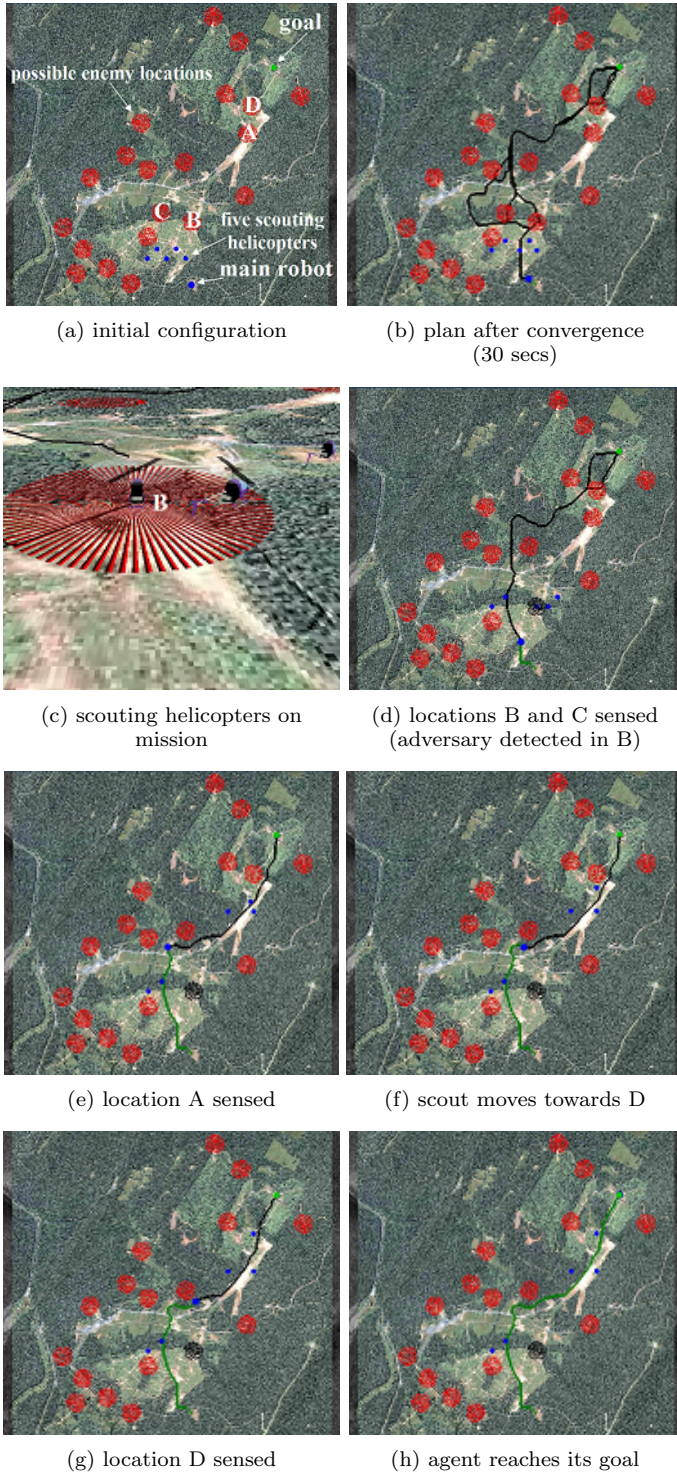 goal
possible enemy locations
D
A
C
B
five scouting
helicopters
main robot
(a) initial configuration
(b) plan after convergence
(30 secs)
B
(c) scouting helicopters on
mission
(d) locations B and C sensed
(adversary detected in B)
(e) location A sensed
(f) scout moves towards D
(g) location D sensed
(h) agent reaches its goal